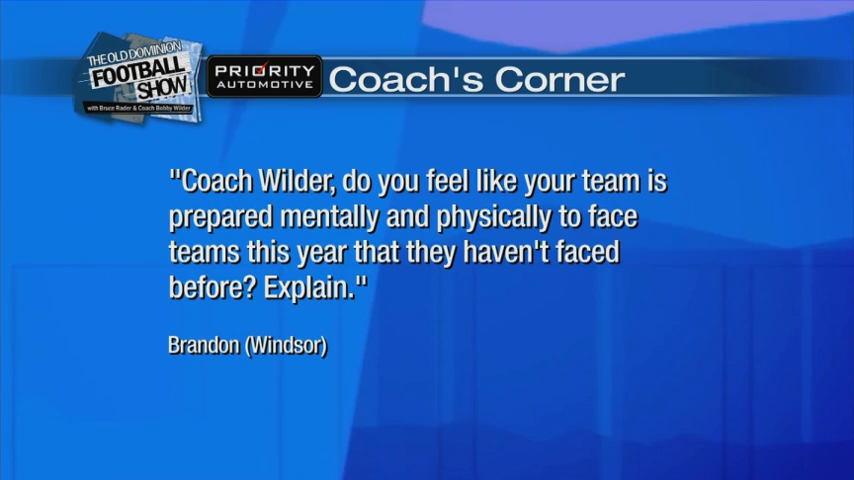 THE OLD DOMINION
FOOTBALL
SHOW
with Bruce Rader & Coach Bobby Wilder
PRIORITY
AUTOMOTIVE
Coach's Corner
"Coach Wilder, do you feel like your team is
prepared mentally and physically to face
teams this year that they haven't faced
before? Explain."
Brandon (Windsor)